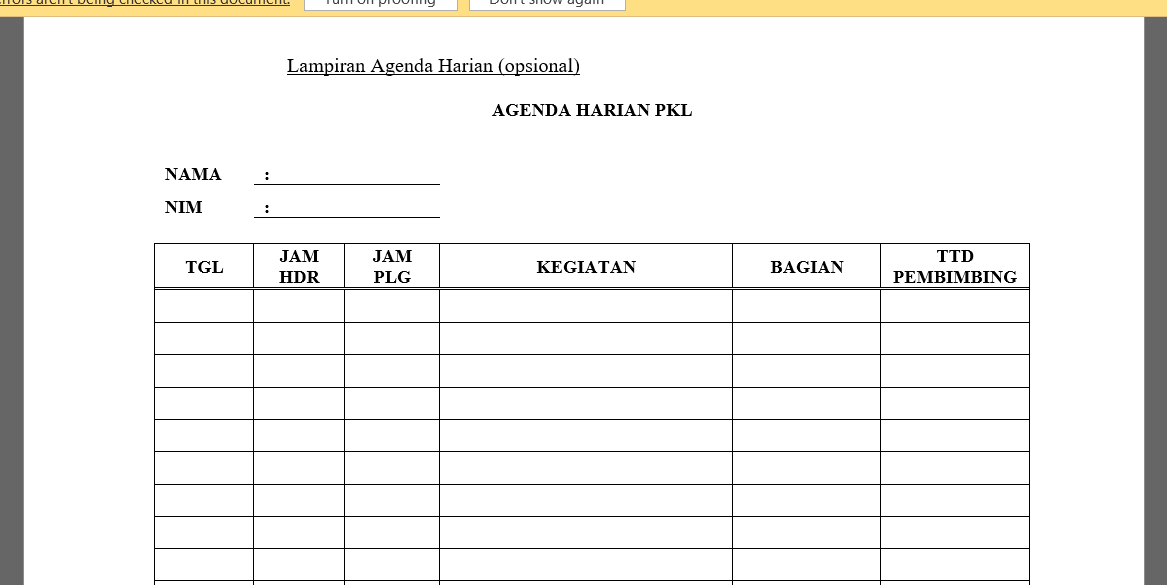 errors aren't being checked in this document. Turn on proofing Don't show again
Lampiran Agenda Harian (opsional)
AGENDA HARIAN PKL
NAMA :
NIM :
TGL JAM HDR JAM PLG KEGIATAN BAGIAN TTD PEMBIMBING